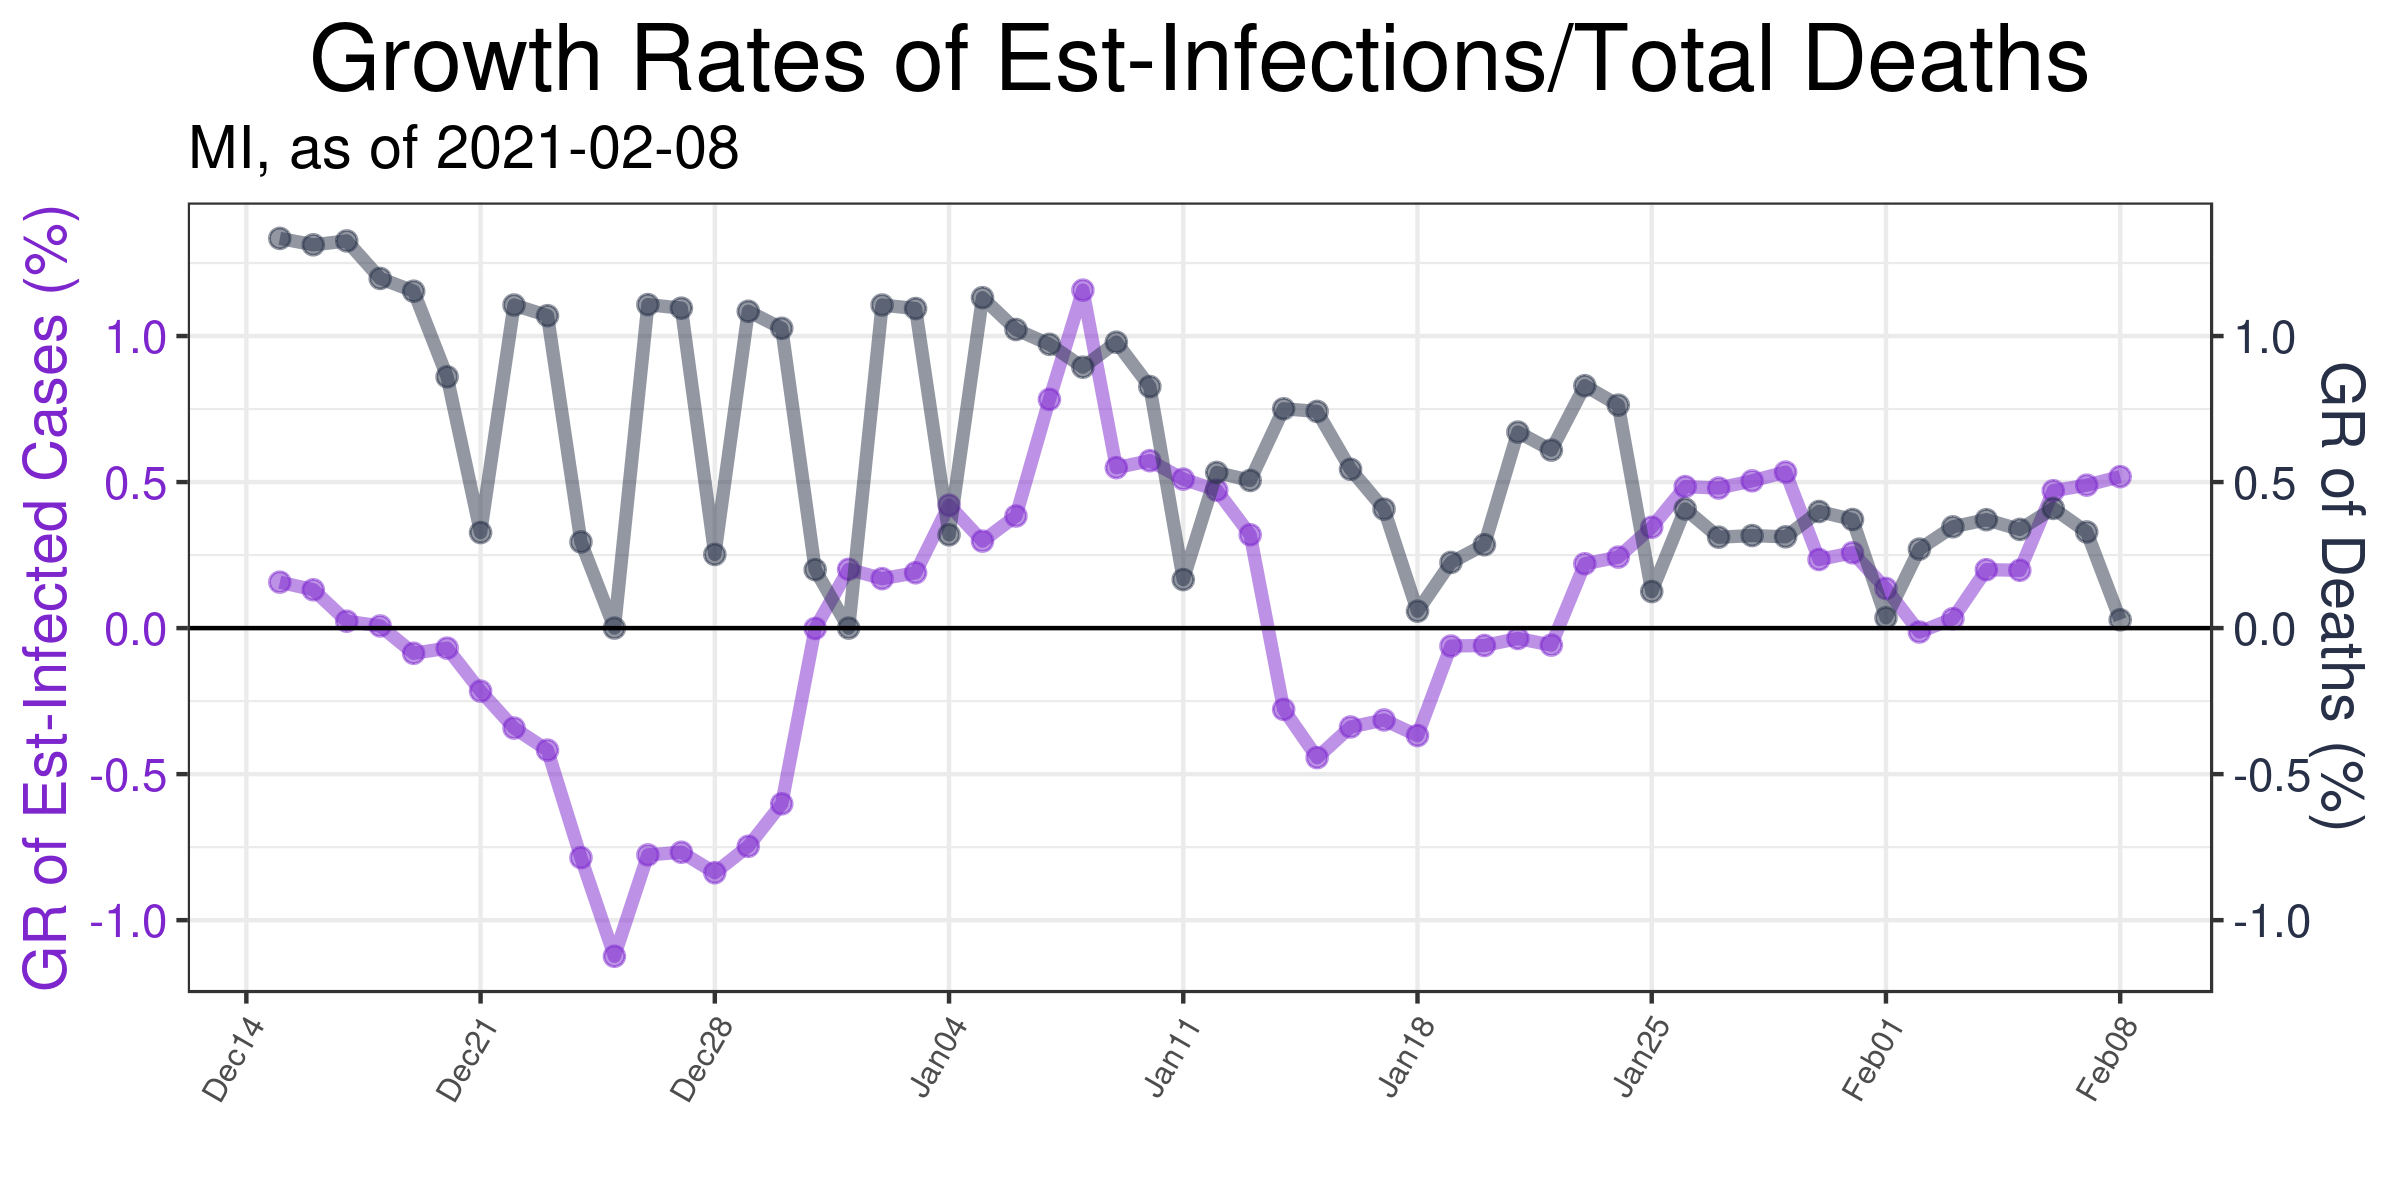 Growth Rates of Est-Infections/Total Deaths
MI, as of 2021-02-08
GR of Est-Infected Cases (%)
1.0
0.5
0.0
-0.5
-1.0
1.0
0.5
0.0
-0.5
-1.0
GR of Deaths (%)
Dec14
Dec21
Dec28
Jan04
Jan11
Jan18
Jan25
Feb01
Feb08